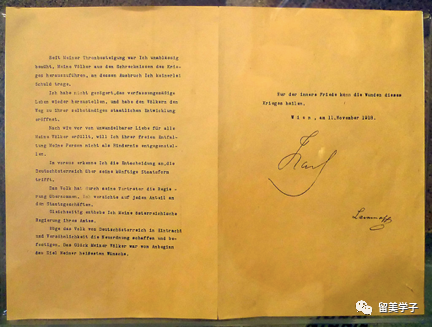 Seit Meiner Thronbesteigung war Ich unablässig
bemüht, Meine Völker aus den Schrecknissen des Krie-
ges herauszuführen, an dessen Ausbruch Ich keinerlei
Schuld trage.
Ich habe nicht gezögert, das verfassungsmäßige
Leben wieder herzustellen, und habe den Völkern den
Weg zu ihrer selbständigen staatlichen Entwicklung
eröffnet.
Nach wie vor von unwandelbarer Liebe für alle
Meine Völker erfüllt, will Ich ihrer freien Entfal-
tung Meine Person nicht als Hindernis entgegenstel-
len.
Im voraus erkenne Ich die Entscheidung an, die
Deutschösterreich über seine künftige Staatsform
trifft.
Das Volk hat durch seine Vertreter die Regie-
rung übernommen. Ich verzichte auf jeden Anteil an
den Staatsgeschäften.
Gleichzeitig enthebe Ich Meine österreichische
Regierung ihres Amtes.
Möge das Volk von Deutschösterreich in Eintracht
und Versöhnlichkeit die Neuordnung schaffen und be-
festigen. Das Glück Meiner Völker war von Anbeginn
das Ziel Meiner heißesten Wünsche.
Nur der innere Friede kann die Wunden dieses
Krieges heilen.
Wien, am 11. November 1918.
Karl
Lammasch
留美学子